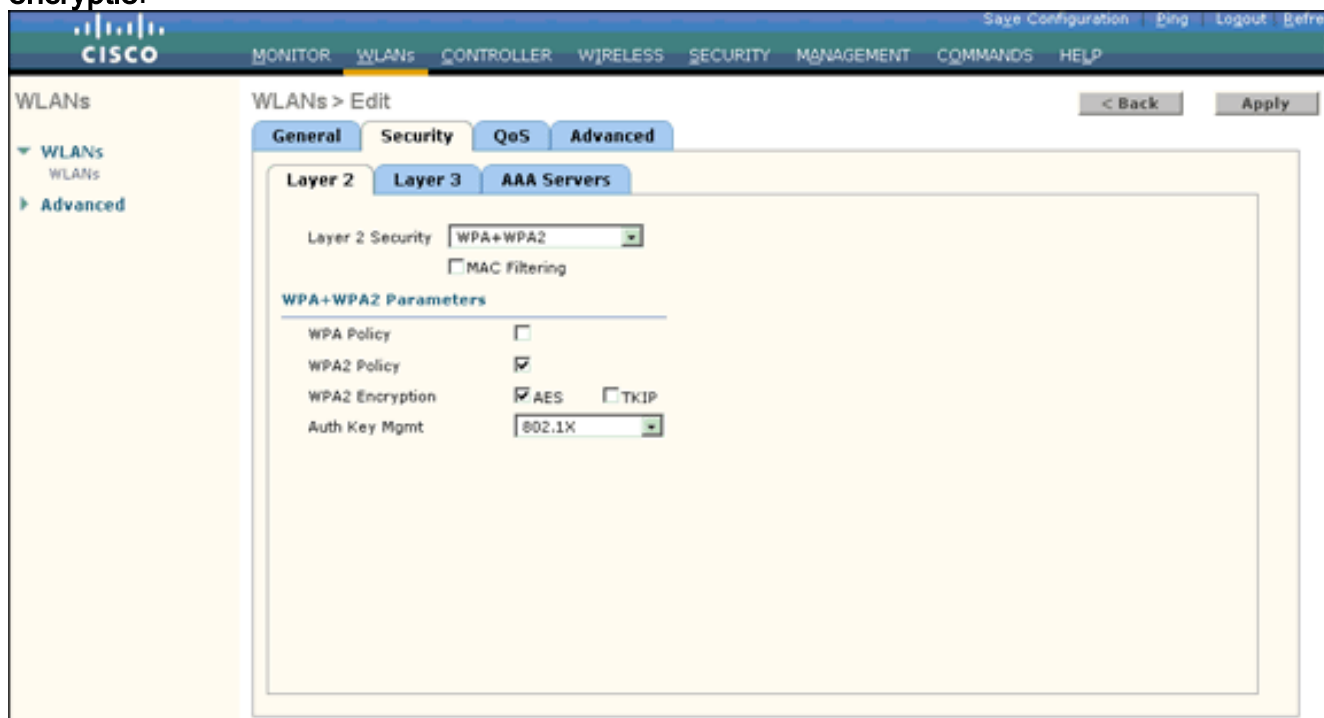 Save Configuration Ping Logout
CISCO
MONITOR WLANs CONTROLLER WIRELESS SECURITY MANAGEMENT COMMANDS HELP
WLANs
WLANs > Edit
< Back Apply
General Security QoS Advanced
WLANs
WLANs
Advanced
Layer 2 Layer 3 AAA Servers
Layer 2 Security WPA+WPA2
MAC Filtering
WPA+WPA2 Parameters
WPA Policy
WPA2 Policy
WPA2 Encryption AES TKIP
Auth Key Mgmt 802.1X